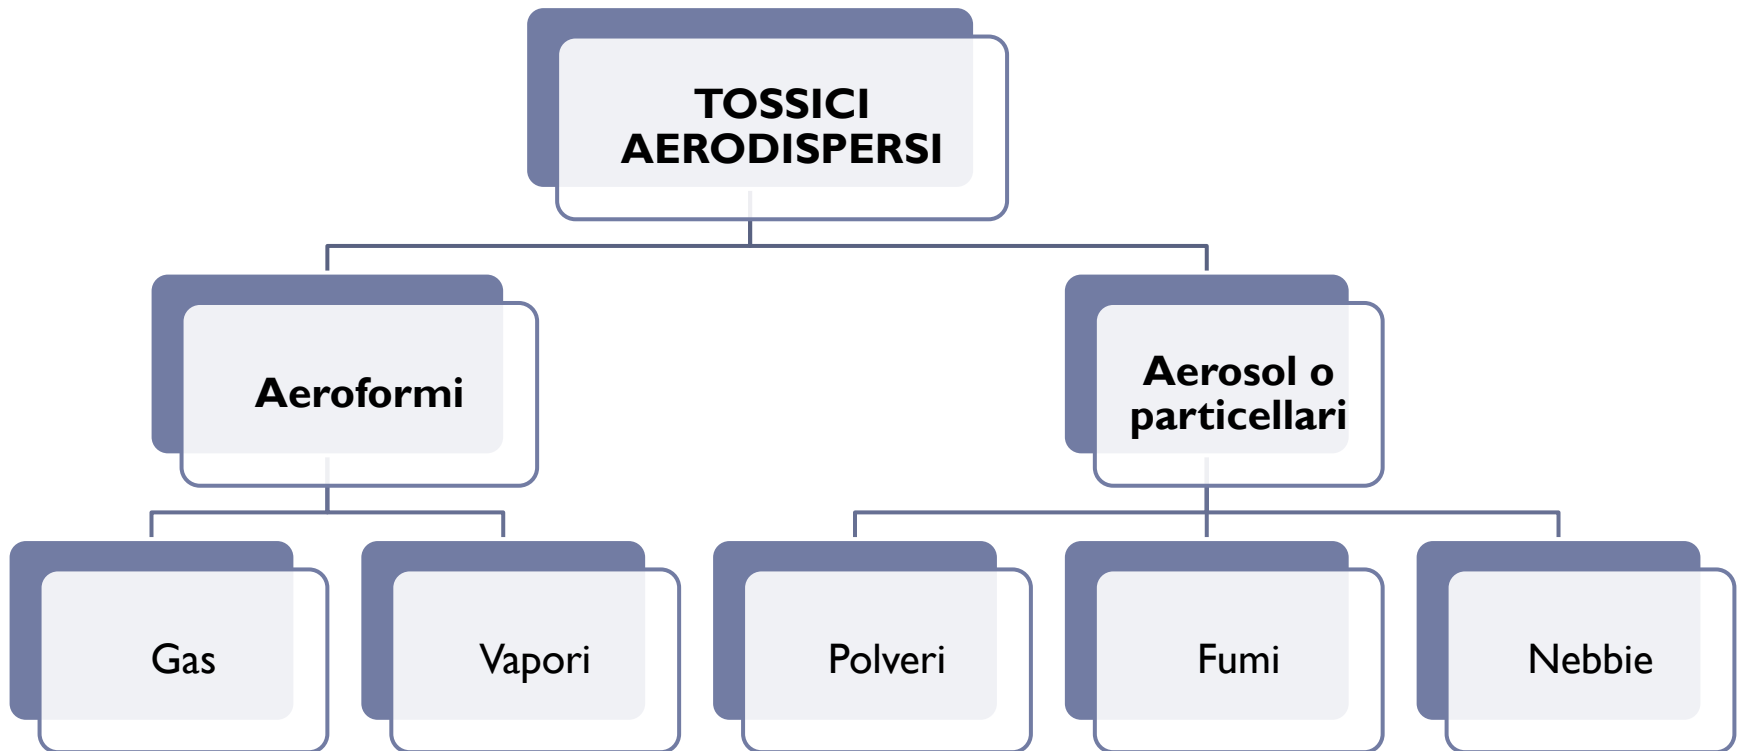 TOSSICI
AERODISPERSI
Aeroformi
Aerosol o
particellari
Gas
Vapori
Polveri
Fumi
Nebbie